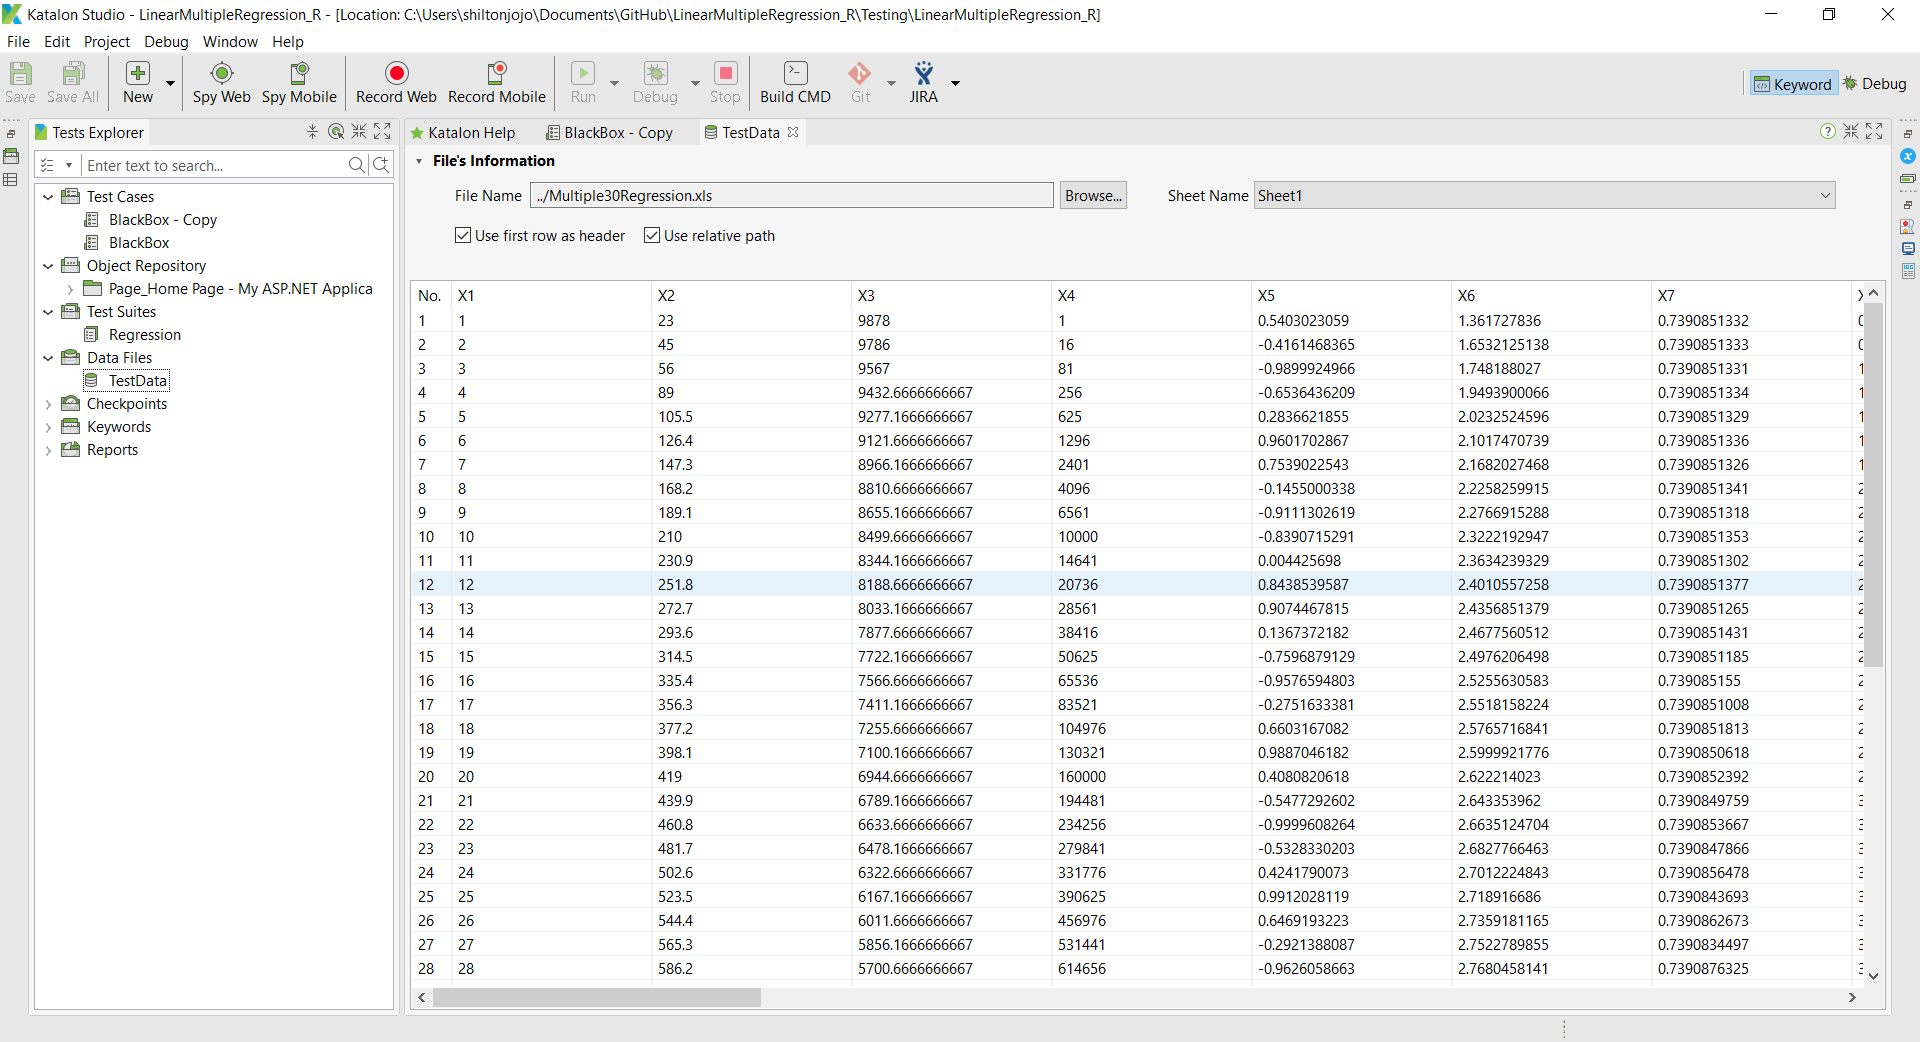 Katalon Studio - LinearMultipleRegression_R - [Location: C:\Users\shiltonjojo\Documents\GitHub\LinearMultipleRegression_R\Testing\LinearMultipleRegression_R]
File Edit Project Debug Window Help
Save Save All New Spy Web Spy Mobile Record Web Record Mobile Run Debug Stop Build CMD Git JIRA Keyword Debug
Tests Explorer
Enter text to search...
Test Cases
BlackBox - Copy
BlackBox
Object Repository
Page_Home Page - My ASP.NET Applica
Test Suites
Regression
Data Files
TestData
Checkpoints
Keywords
Reports
Katalon Help BlackBox - Copy TestData
File's Information
File Name ../Multiple30Regression.xls Browse... Sheet Name Sheet1
Use first row as header Use relative path
No. X1 X2 X3 X4 X5 X6 X7
1 1 23 9878 1 0.5403023059 1.361727836 0.7390851332
2 2 45 9786 16 -0.4161468365 1.6532125138 0.7390851333
3 3 56 9567 81 -0.9899924966 1.748188027 0.7390851331
4 4 89 9432.6666666667 256 -0.6536436209 1.9493900066 0.7390851334
5 5 105.5 9277.1666666667 625 0.2836621855 2.0232524596 0.7390851329
6 6 126.4 9121.6666666667 1296 0.9601702867 2.1017470739 0.7390851336
7 7 147.3 8966.1666666667 2401 0.7539022543 2.1682027468 0.7390851326
8 8 168.2 8810.6666666667 4096 -0.1455000338 2.2258259915 0.7390851341
9 9 189.1 8655.1666666667 6561 -0.9111302619 2.2766915288 0.7390851318
10 10 210 8499.6666666667 10000 -0.8390715291 2.3222192947 0.7390851353
11 11 230.9 8344.1666666667 14641 0.004425698 2.3634239329 0.7390851302
12 12 251.8 8188.6666666667 20736 0.8438539587 2.4010557258 0.7390851377
13 13 272.7 8033.1666666667 28561 0.9074467815 2.4356851379 0.7390851265
14 14 293.6 7877.6666666667 38416 0.1367372182 2.4677560512 0.7390851431
15 15 314.5 7722.1666666667 50625 -0.7596879129 2.4976206498 0.7390851185
16 16 335.4 7566.6666666667 65536 -0.9576594803 2.5255630583 0.739085155
17 17 356.3 7411.1666666667 83521 -0.2751633381 2.5518158224 0.7390851008
18 18 377.2 7255.6666666667 104976 0.6603167082 2.5765716841 0.7390851813
19 19 398.1 7100.1666666667 130321 0.9887046182 2.5999921776 0.7390850618
20 20 419 6944.6666666667 160000 0.4080820618 2.622214023 0.7390852392
21 21 439.9 6789.1666666667 194481 -0.5477292602 2.643353962 0.7390849759
22 22 460.8 6633.6666666667 234256 -0.9999608264 2.6635124704 0.7390853667
23 23 481.7 6478.1666666667 279841 -0.5328330203 2.6827766463 0.7390847866
24 24 502.6 6322.6666666667 331776 0.4241790073 2.7012224843 0.7390856478
25 25 523.5 6167.1666666667 390625 0.9912028119 2.718916686 0.7390843693
26 26 544.4 6011.6666666667 456976 0.6469193223 2.7359181165 0.7390862673
27 27 565.3 5856.1666666667 531441 -0.2921388087 2.7522789855 0.7390834497
28 28 586.2 5700.6666666667 614656 -0.9626058663 2.7680458141 0.7390876325